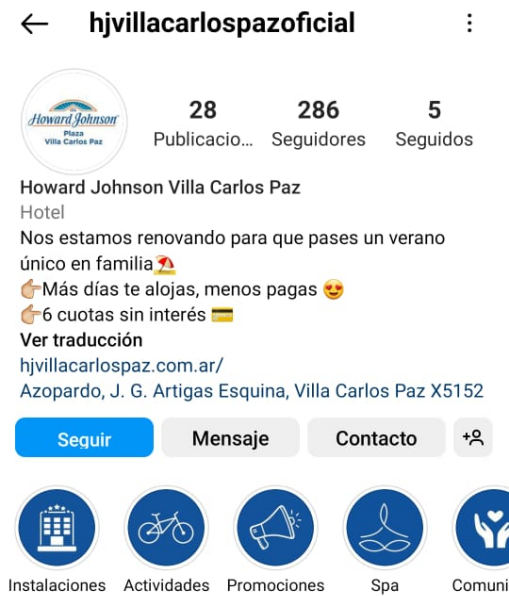 hjvillacarlospazoficial
Howard Johnson
Plaza
Villa Carlos Paz
28 286 5
Publicacio... Seguidores Seguidos
Howard Johnson Villa Carlos Paz
Hotel
Nos estamos renovando para que pases un verano
único en familia⛱️
👉🏼Más días te alojas, menos pagas 😍
👉🏼6 cuotas sin interés 💳
Ver traducción
hjvillacarlospaz.com.ar/
Azopardo, J. G. Artigas Esquina, Villa Carlos Paz X5152
Seguir Mensaje Contacto
Instalaciones Actividades Promociones Spa Comuni